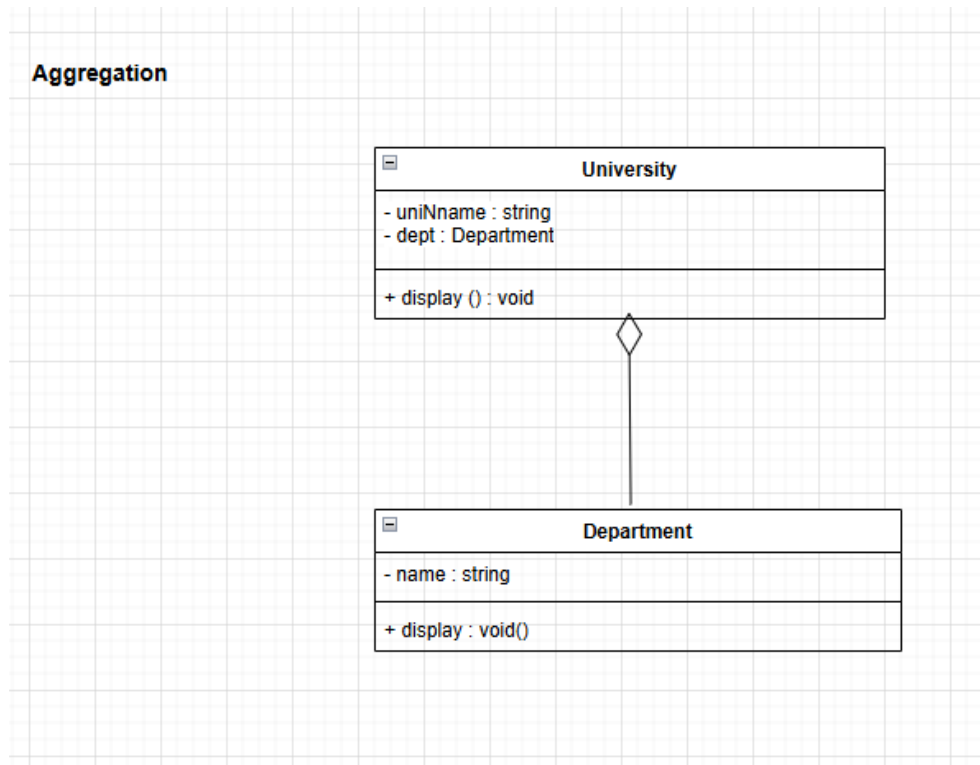 Aggregation
University
- uniNname : string
- dept : Department
+ display () : void
Department
- name : string
+ display : void()